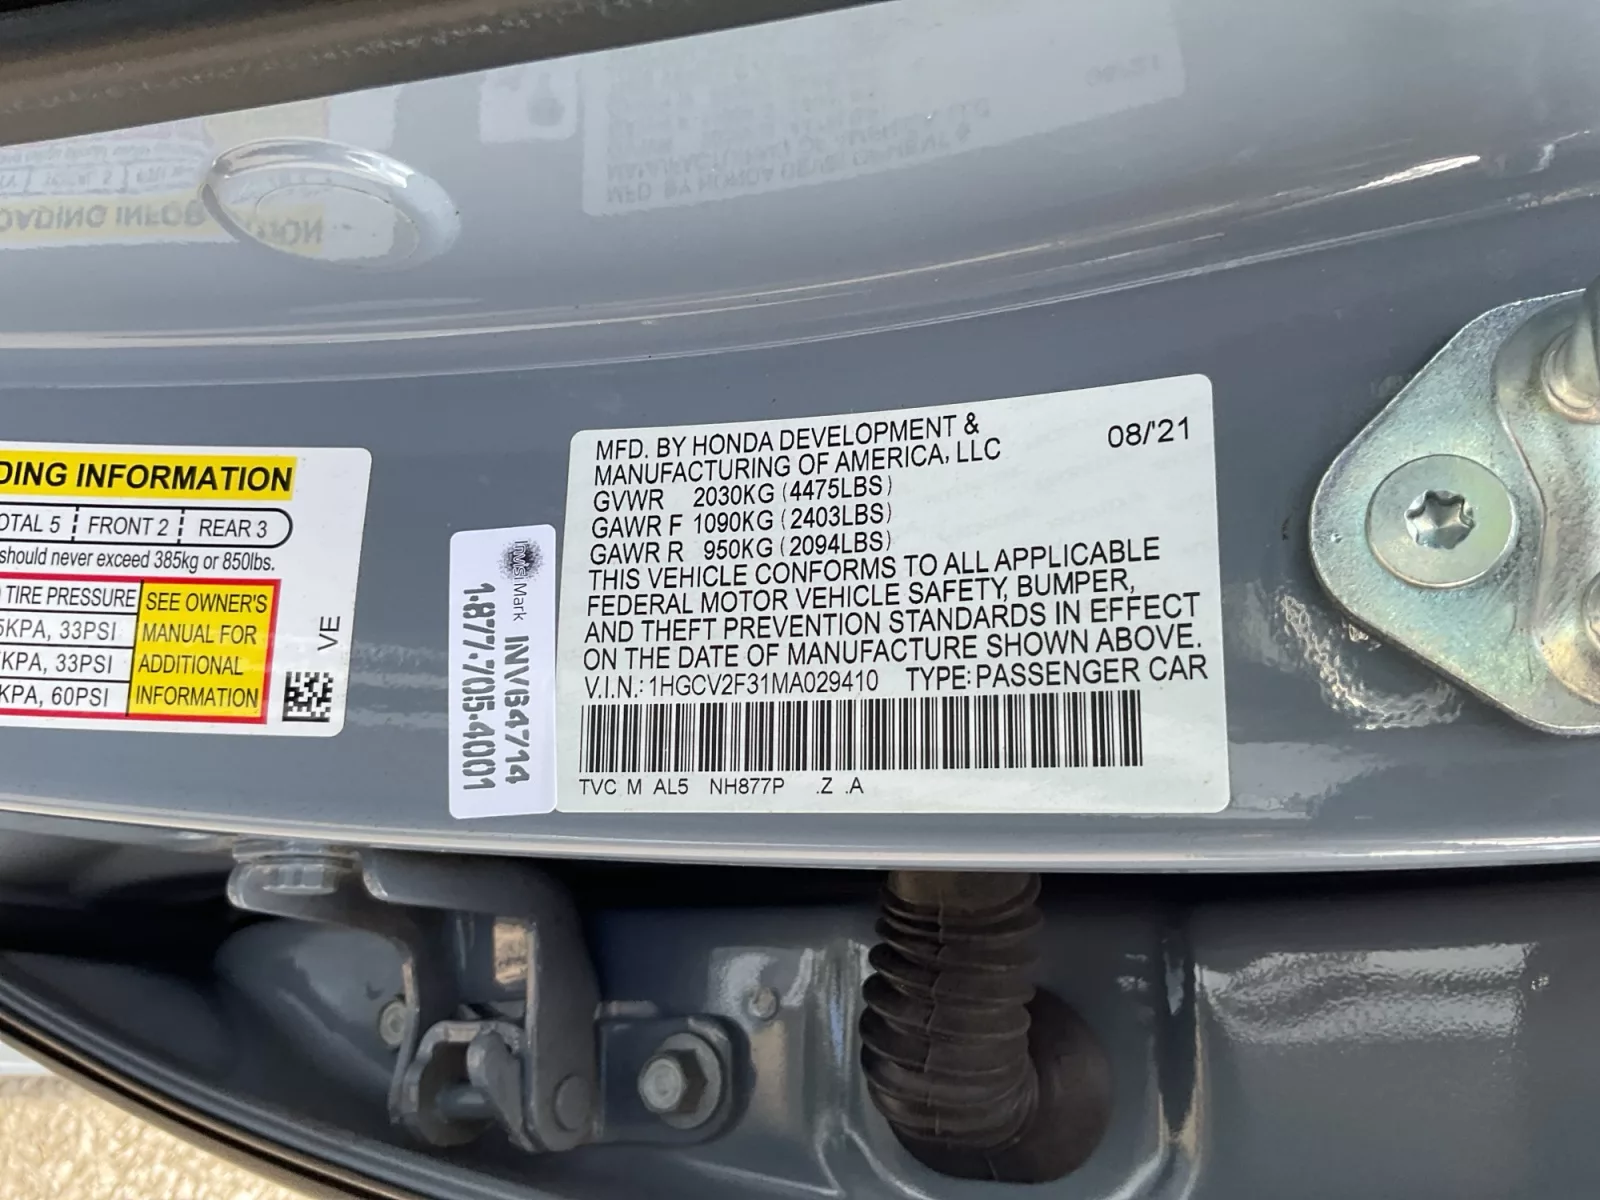 DING INFORMATION
OTAL 5 FRONT 2 REAR 3
should never exceed 385kg or 850lbs.
TIRE PRESSURE
5KPA, 33PSI
KPA, 33PSI
KPA, 60PSI
SEE OWNER'S
MANUAL FOR
ADDITIONAL
INFORMATION
VE
InVisiMark INV64714
1-877-705-4001
MFD. BY HONDA DEVELOPMENT &
MANUFACTURING OF AMERICA, LLC
08/'21
GVWR 2030KG (4475LBS)
GAWR F 1090KG (2403LBS)
GAWR R 950KG (2094LBS)
THIS VEHICLE CONFORMS TO ALL APPLICABLE
FEDERAL MOTOR VEHICLE SAFETY, BUMPER,
AND THEFT PREVENTION STANDARDS IN EFFECT
ON THE DATE OF MANUFACTURE SHOWN ABOVE.
V.I.N.: 1HGCV2F31MA029410 TYPE: PASSENGER CAR
TVC M AL5 NH877P .Z .A